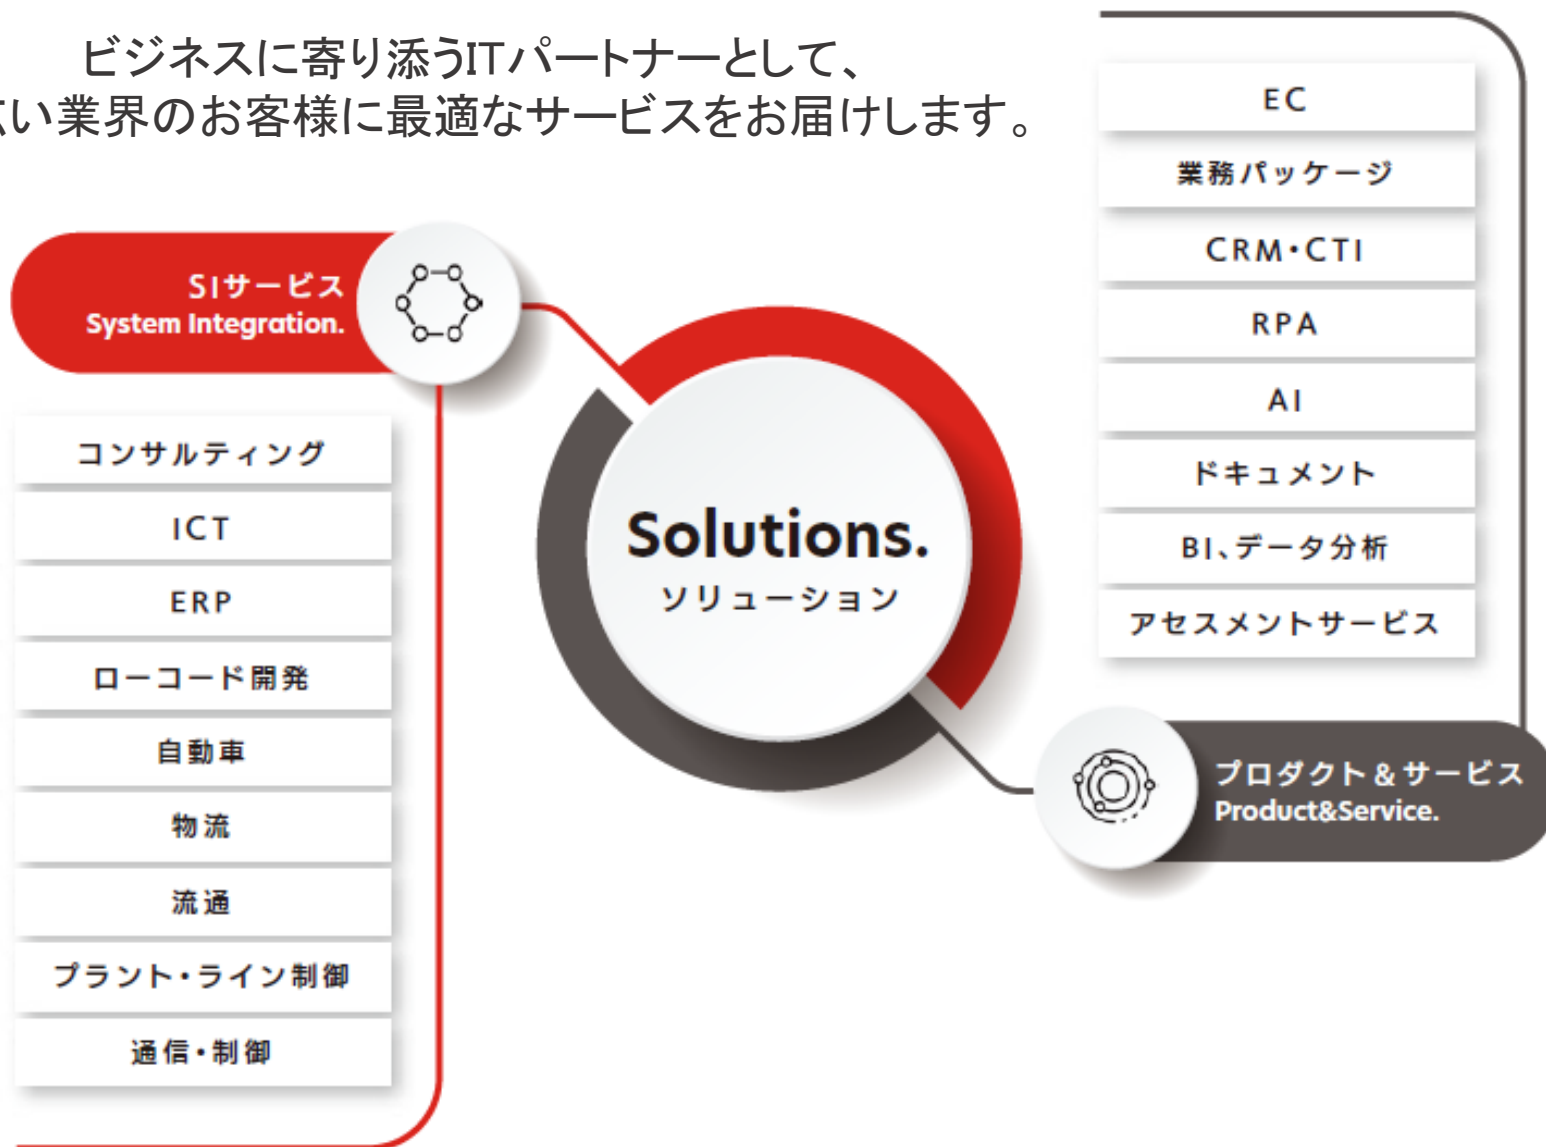 ビジネスに寄り添うITパートナーとして、
い業界のお客様に最適なサービスをお届けします。
SIサービス
System Integration.
コンサルティング
ICT
ERP
ローコード開発
自動車
物流
流通
プラント・ライン制御
通信・制御
Solutions.
ソリューション
EC
業務パッケージ
CRM・CTI
RPA
AI
ドキュメント
BI、データ分析
アセスメントサービス
プロダクト＆サービス
Product&Service.